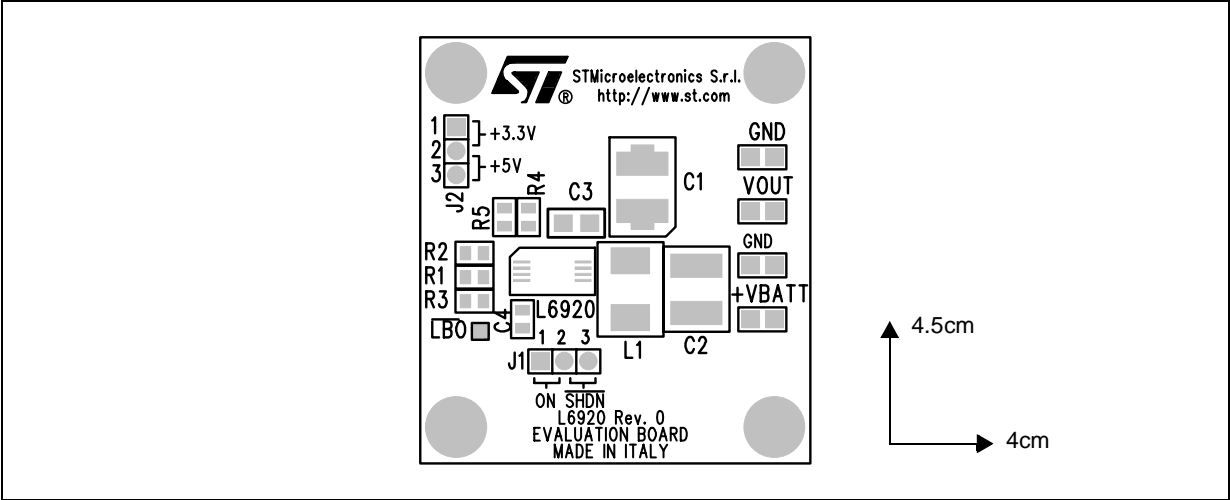 ST®
STMicroelectronics S.r.l.
http://www.st.com
1
+3.3V
2
+5V
3
J2
GND
VOUT
C1
C3
R4
R5
GND
+VBATT
R2
R1
R3
L6920
C4
LBO
L1
C2
1 2 3
J1
ON SHDN
L6920 Rev. 0
EVALUATION BOARD
MADE IN ITALY
4.5cm
4cm